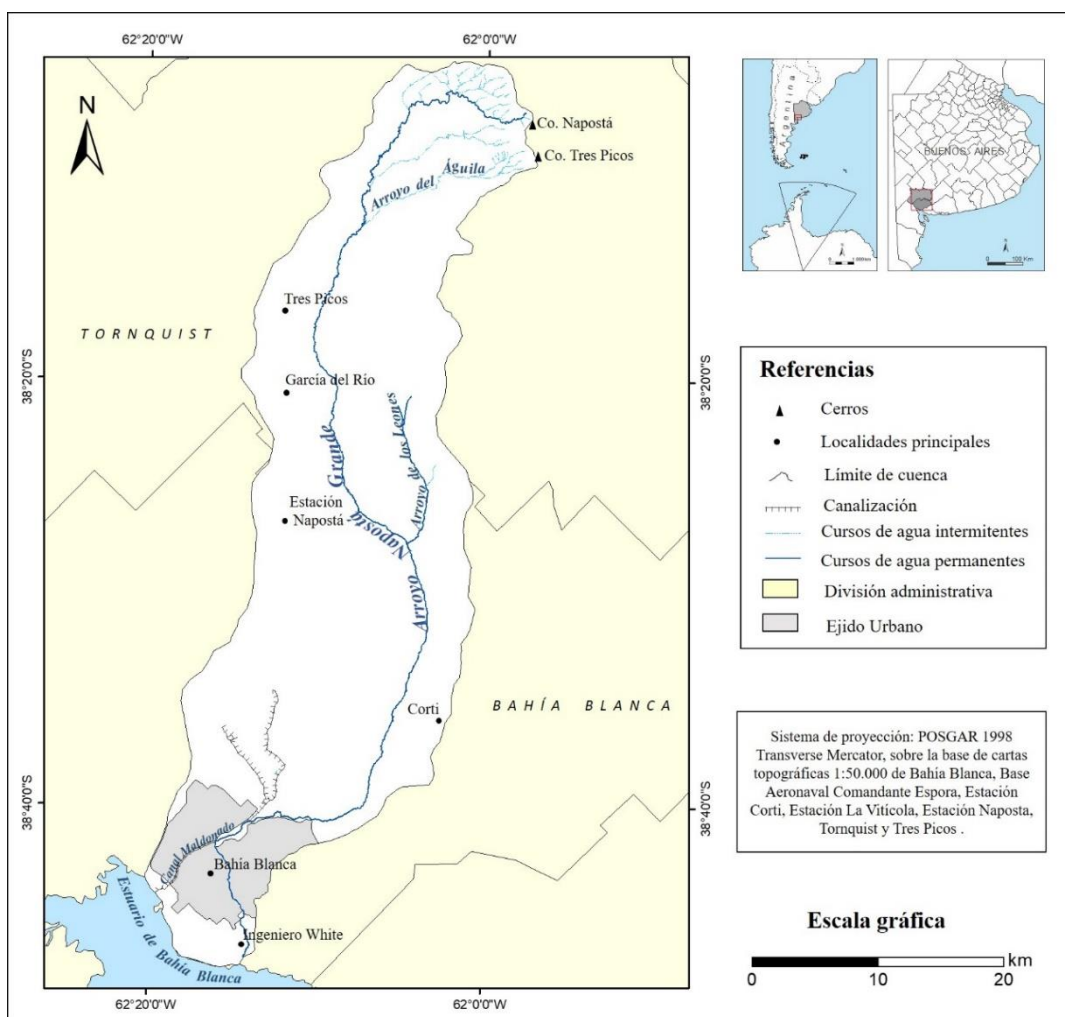 62°20'0"W
62°0'0"W
N
Co. Napostá
Co. Tres Picos
Arroyo del Águila
Tres Picos
TORNQUIST
38°20'0"S
38°20'0"S
García del Río
Arroyo de los Leones
Grande
Estación
Napostá
Napostá
Arroyo
Corti
BAHÍA BLANCA
38°40'0"S
38°40'0"S
Canal Maldonado
Bahía Blanca
Estuario de Bahía Blanca
Ingeniero White
62°20'0"W
62°0'0"W
Argentina
BUENOS AIRES
0 100 Km
Referencias
Cerros
Localidades principales
Límite de cuenca
Canalización
Cursos de agua intermitentes
Cursos de agua permanentes
División administrativa
Ejido Urbano
Sistema de proyección: POSGAR 1998
Transverse Mercator, sobre la base de cartas
topográficas 1:50.000 de Bahía Blanca, Base
Aeronaval Comandante Espora, Estación
Corti, Estación La Vitícola, Estación Naposta,
Tornquist y Tres Picos .
Escala gráfica
km
0 10 20